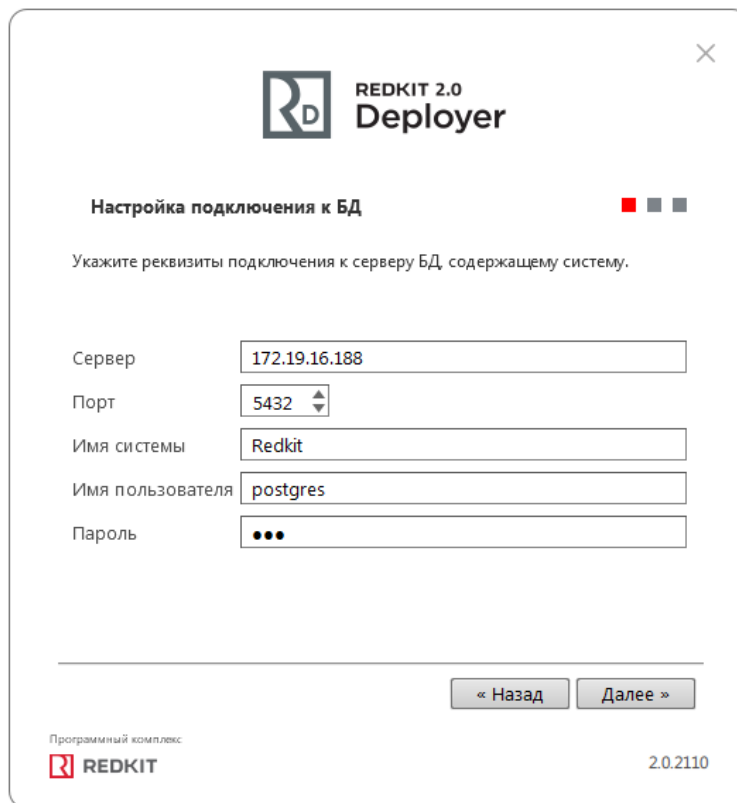 REDKIT 2.0
Deployer
Настройка подключения к БД
Укажите реквизиты подключения к серверу БД, содержащему систему.
Сервер 172.19.16.188
Порт 5432
Имя системы Redkit
Имя пользователя postgres
Пароль •••
« Назад Далее »
Программный комплекс
REDKIT
2.0.2110